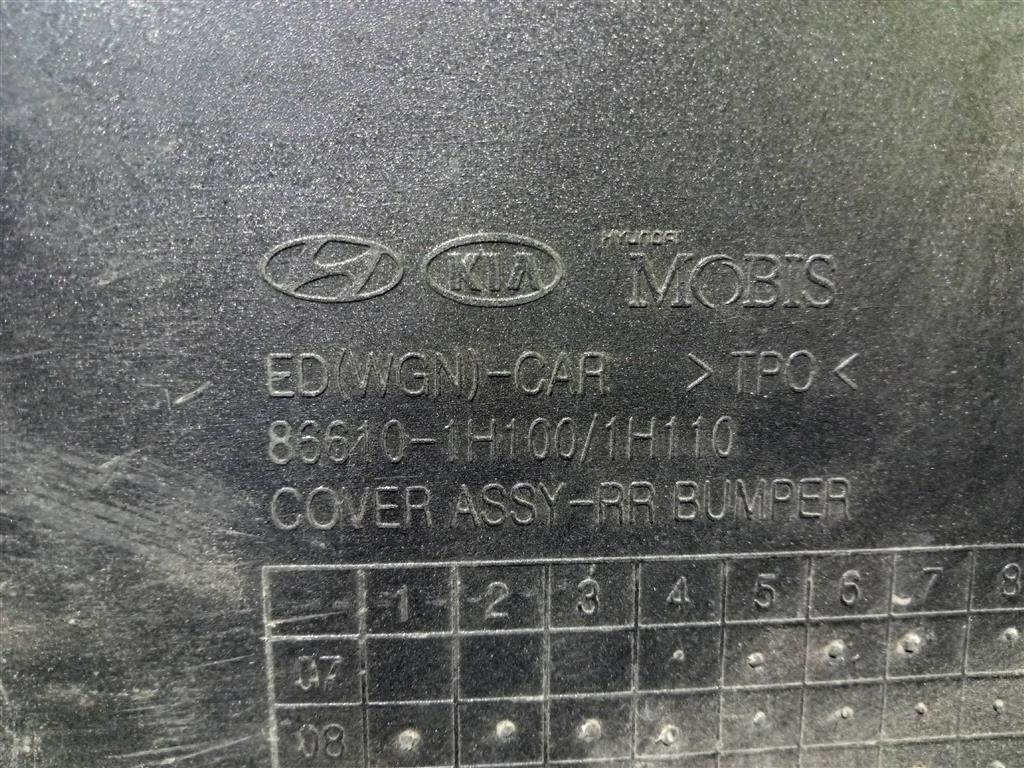 KIA HYUNDAI MOBIS
ED(WGN)-CAR >TPO<
86610-1H100/1H110
COVER ASSY-RR BUMPER
1 2 3 4 5 6 7 8
07
08